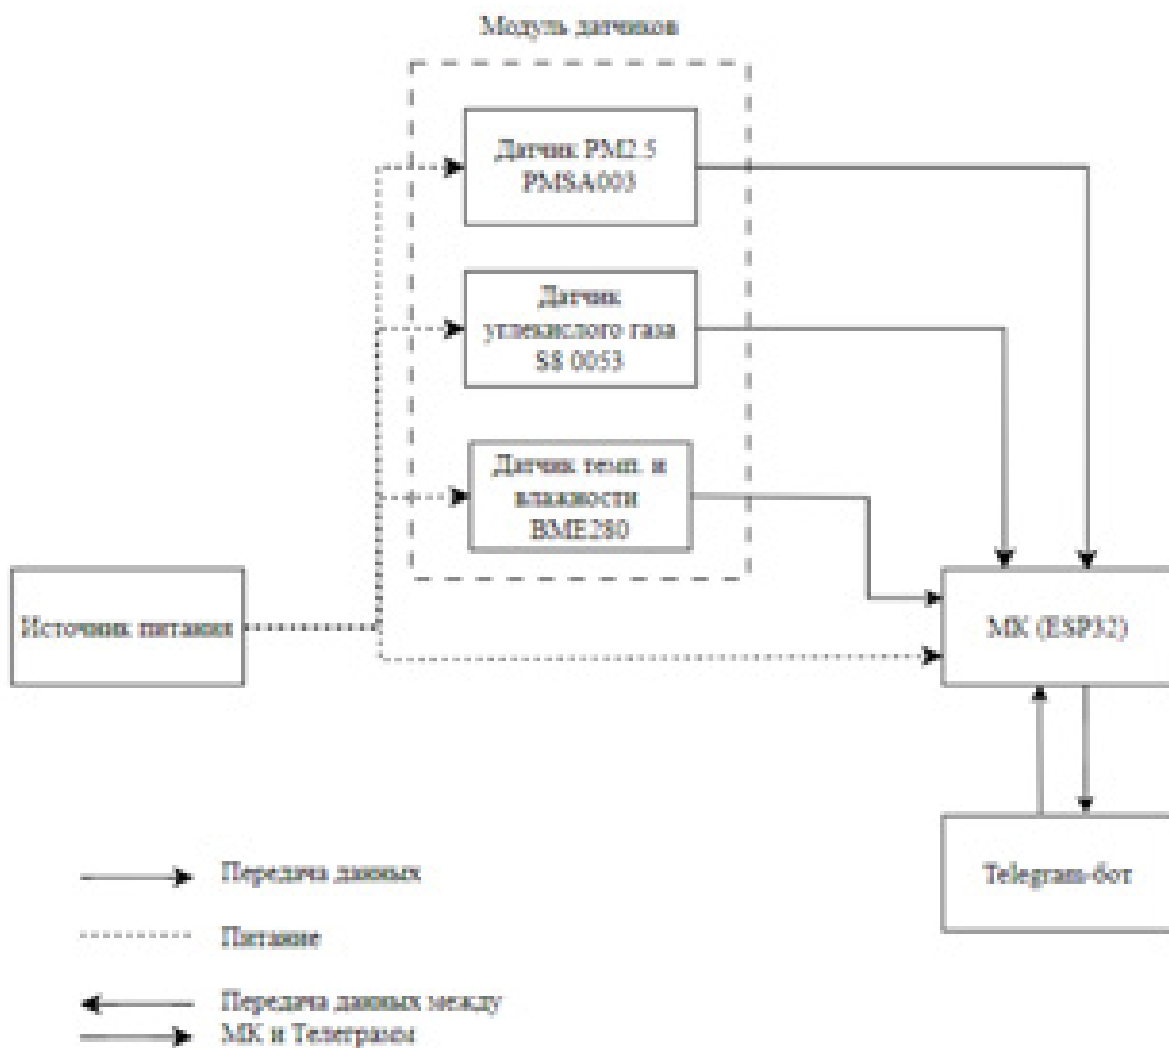 Модуль датчиков
Датчик PM2.5
PMSA003
Датчик
углекислого газа
S8 0053
Датчик темп. и
влажности
BME280
Источник питания
МК (ESP32)
Telegram-бот
Передача данных
Питание
Передача данных между
МК и Телеграмм